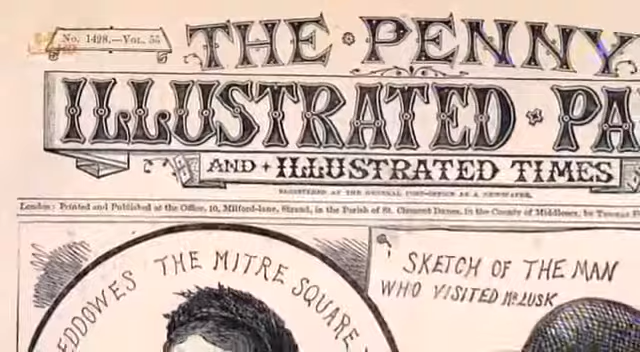 No. 1428.—VOL. 55
THE PENNY
ILLUSTRATED PA
AND ILLUSTRATED TIMES
REGISTERED AT THE GENERAL POST-OFFICE AS A NEWSPAPER.
London: Printed and Published at the Office, 10, Milford-lane, Strand, in the Parish of St. Clement Danes, in the County of Middlesex, by Thomas
EDDOWES THE MITRE SQUARE
SKETCH OF THE MAN
WHO VISITED Mr LUSK